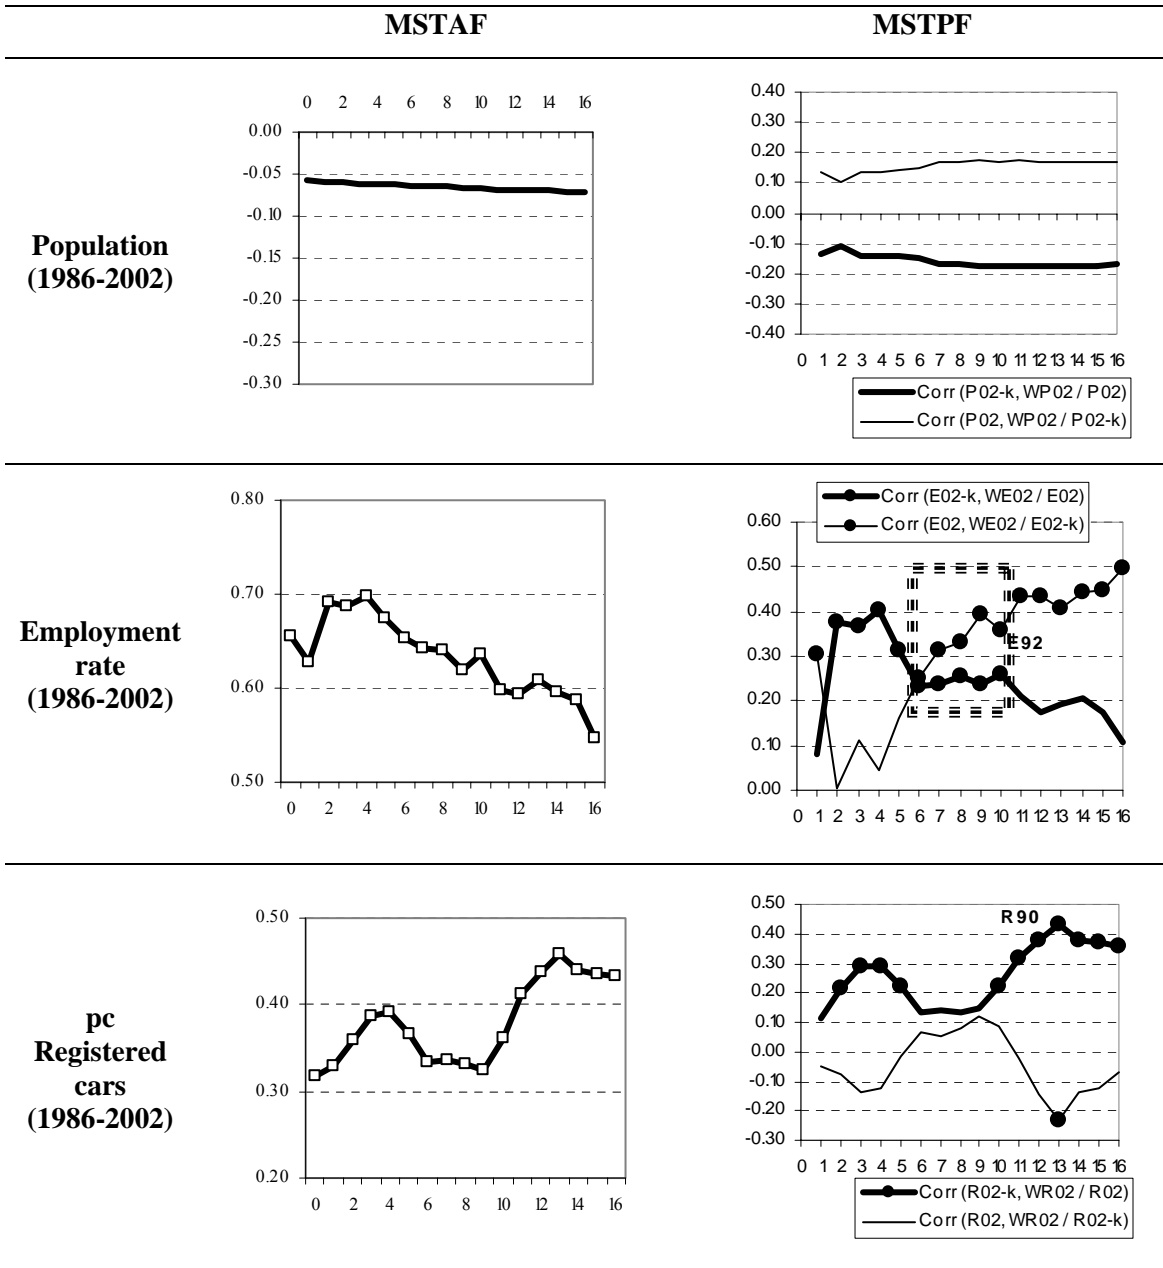 MSTAF MSTPF
Population
(1986-2002)
0 2 4 6 8 10 12 14 16
0.00
-0.05
-0.10
-0.15
-0.20
-0.25
-0.30
0.40
0.30
0.20
0.10
0.00
-0.10
-0.20
-0.30
-0.40
0 1 2 3 4 5 6 7 8 9 10 11 12 13 14 15 16
Corr (P02-k, WP02 / P02)
Corr (P02, WP02 / P02-k)
Employment
rate
(1986-2002)
0.80
0.70
0.60
0.50
0 2 4 6 8 10 12 14 16
Corr (E02-k, WE02 / E02)
Corr (E02, WE02 / E02-k)
0.60
0.50
0.40
0.30
0.20
0.10
0.00
E92
0 1 2 3 4 5 6 7 8 9 10 11 12 13 14 15 16
pc
Registered
cars
(1986-2002)
0.50
0.40
0.30
0.20
0 2 4 6 8 10 12 14 16
0.50
0.40
0.30
0.20
0.10
0.00
-0.10
-0.20
-0.30
R90
0 1 2 3 4 5 6 7 8 9 10 11 12 13 14 15 16
Corr (R02-k, WR02 / R02)
Corr (R02, WR02 / R02-k)